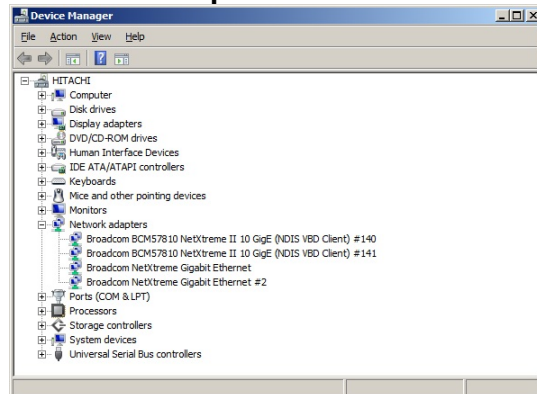 Device Manager
File Action View Help
HITACHI
Computer
Disk drives
Display adapters
DVD/CD-ROM drives
Human Interface Devices
IDE ATA/ATAPI controllers
Keyboards
Mice and other pointing devices
Monitors
Network adapters
Broadcom BCM57810 NetXtreme II 10 GigE (NDIS VBD Client) #140
Broadcom BCM57810 NetXtreme II 10 GigE (NDIS VBD Client) #141
Broadcom NetXtreme Gigabit Ethernet
Broadcom NetXtreme Gigabit Ethernet #2
Ports (COM & LPT)
Processors
Storage controllers
System devices
Universal Serial Bus controllers